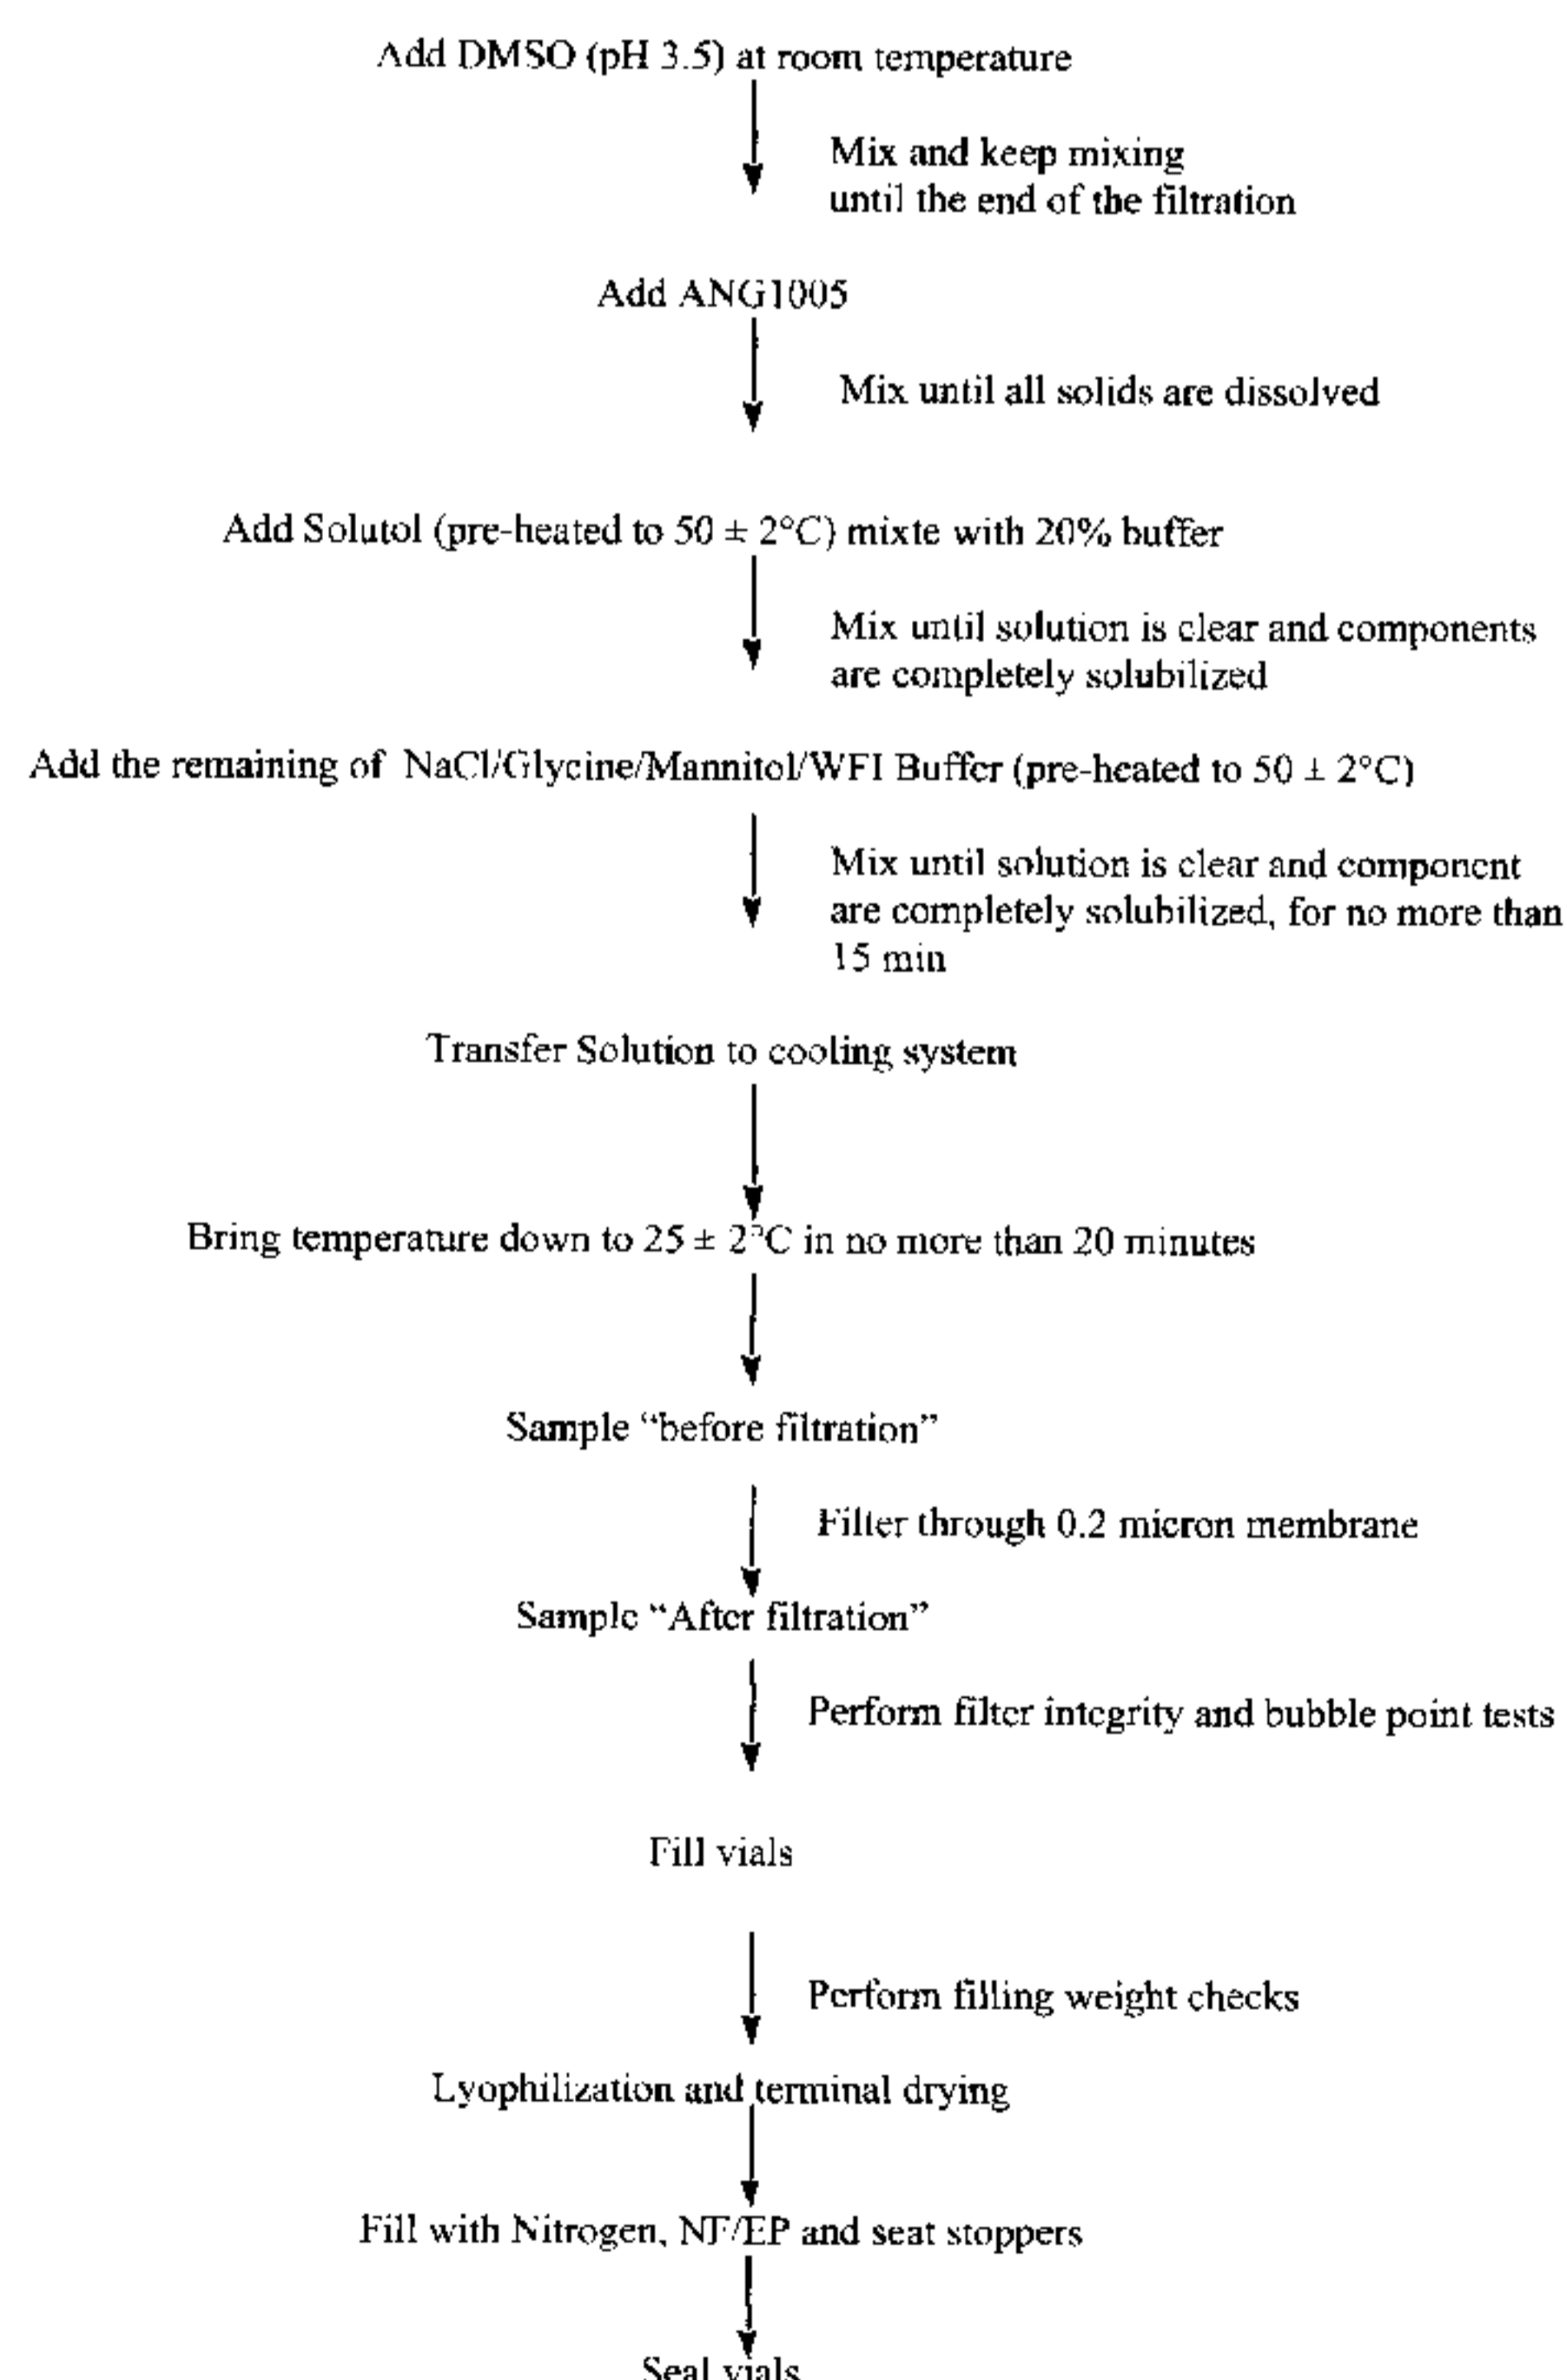 Add DMSO (pH 3.5) at room temperature
Mix and keep mixing
until the end of the filtration
Add ANG1005
Mix until all solids are dissolved
Add Solutol (pre-heated to 50 ± 2°C) mixte with 20% buffer
Mix until solution is clear and components
are completely solubilized
Add the remaining of NaCl/Glycine/Mannitol/WFI Buffer (pre-heated to 50 ± 2°C)
Mix until solution is clear and component
are completely solubilized, for no more than
15 min
Transfer Solution to cooling system
Bring temperature down to 25 ± 2°C in no more than 20 minutes
Sample “before filtration”
Filter through 0.2 micron membrane
Sample “After filtration”
Perform filter integrity and bubble point tests
Fill vials
Perform filling weight checks
Lyophilization and terminal drying
Fill with Nitrogen, NF/EP and seat stoppers
Seal vials